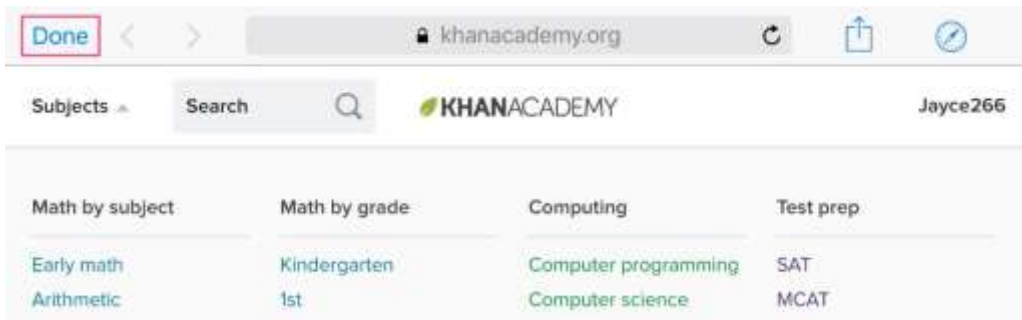 Done khanacademy.org
Subjects Search KHANACADEMY Jayce266
Math by subject Math by grade Computing Test prep
Early math Kindergarten Computer programming SAT
Arithmetic 1st Computer science MCAT